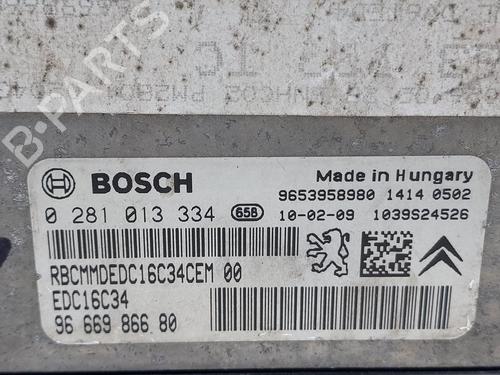 B-PARTS
BOSCH
Made in Hungary
9653958980 1414 0502
0 281 013 334 65B 10-02-09 1039S24526
RBCMMDEDC16C34CEM 00
EDC16C34
96 669 866 80